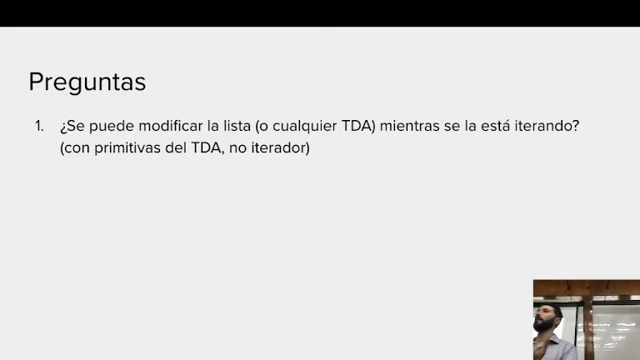 Preguntas
1. ¿Se puede modificar la lista (o cualquier TDA) mientras se la está iterando?
(con primitivas del TDA, no iterador)